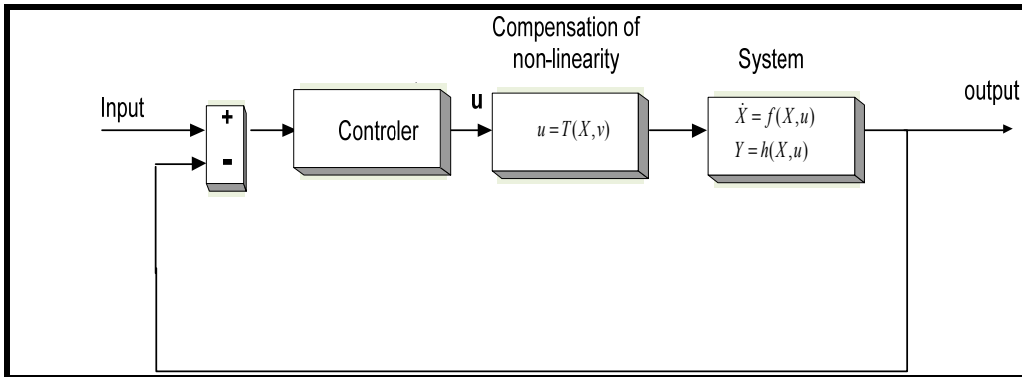 Compensation of
non-linearity
System
Input
+
-
Controler
u
u = T(X,v)
Ẋ = f(X,u)
Y = h(X,u)
output